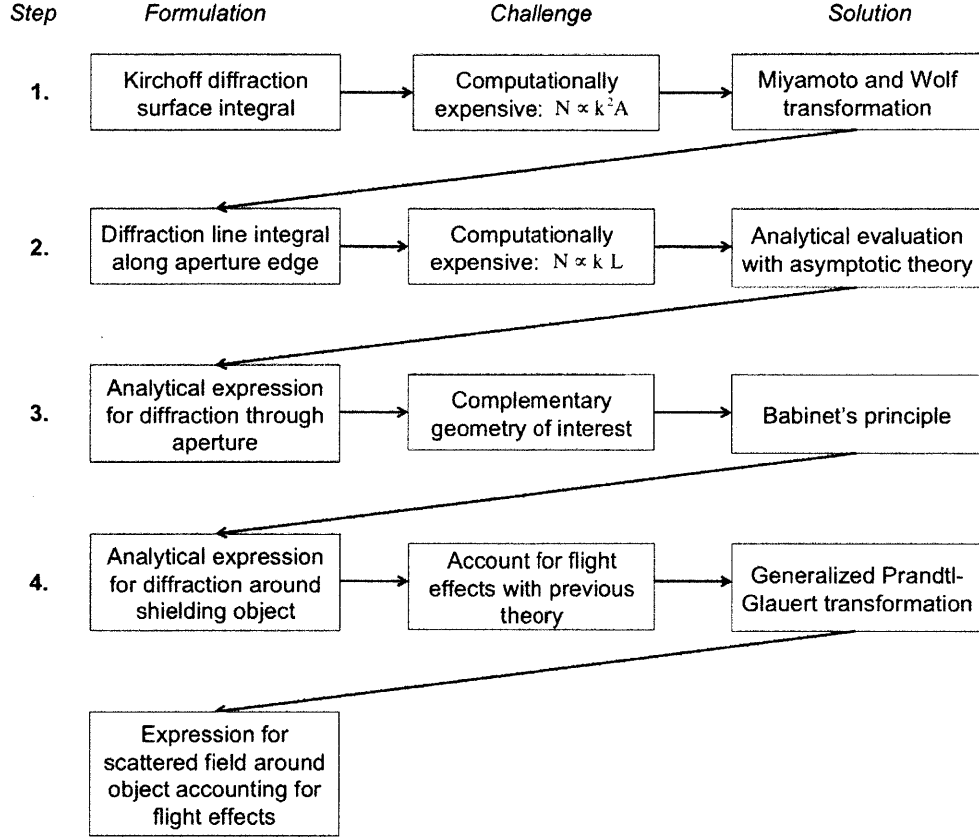 Step Formulation Challenge Solution
1.
Kirchoff diffraction
surface integral
Computationally
expensive: N ∝ k²A
Miyamoto and Wolf
transformation
2.
Diffraction line integral
along aperture edge
Computationally
expensive: N ∝ k L
Analytical evaluation
with asymptotic theory
3.
Analytical expression
for diffraction through
aperture
Complementary
geometry of interest
Babinet's principle
4.
Analytical expression
for diffraction around
shielding object
Account for flight
effects with previous
theory
Generalized Prandtl-
Glauert transformation
Expression for
scattered field around
object accounting for
flight effects